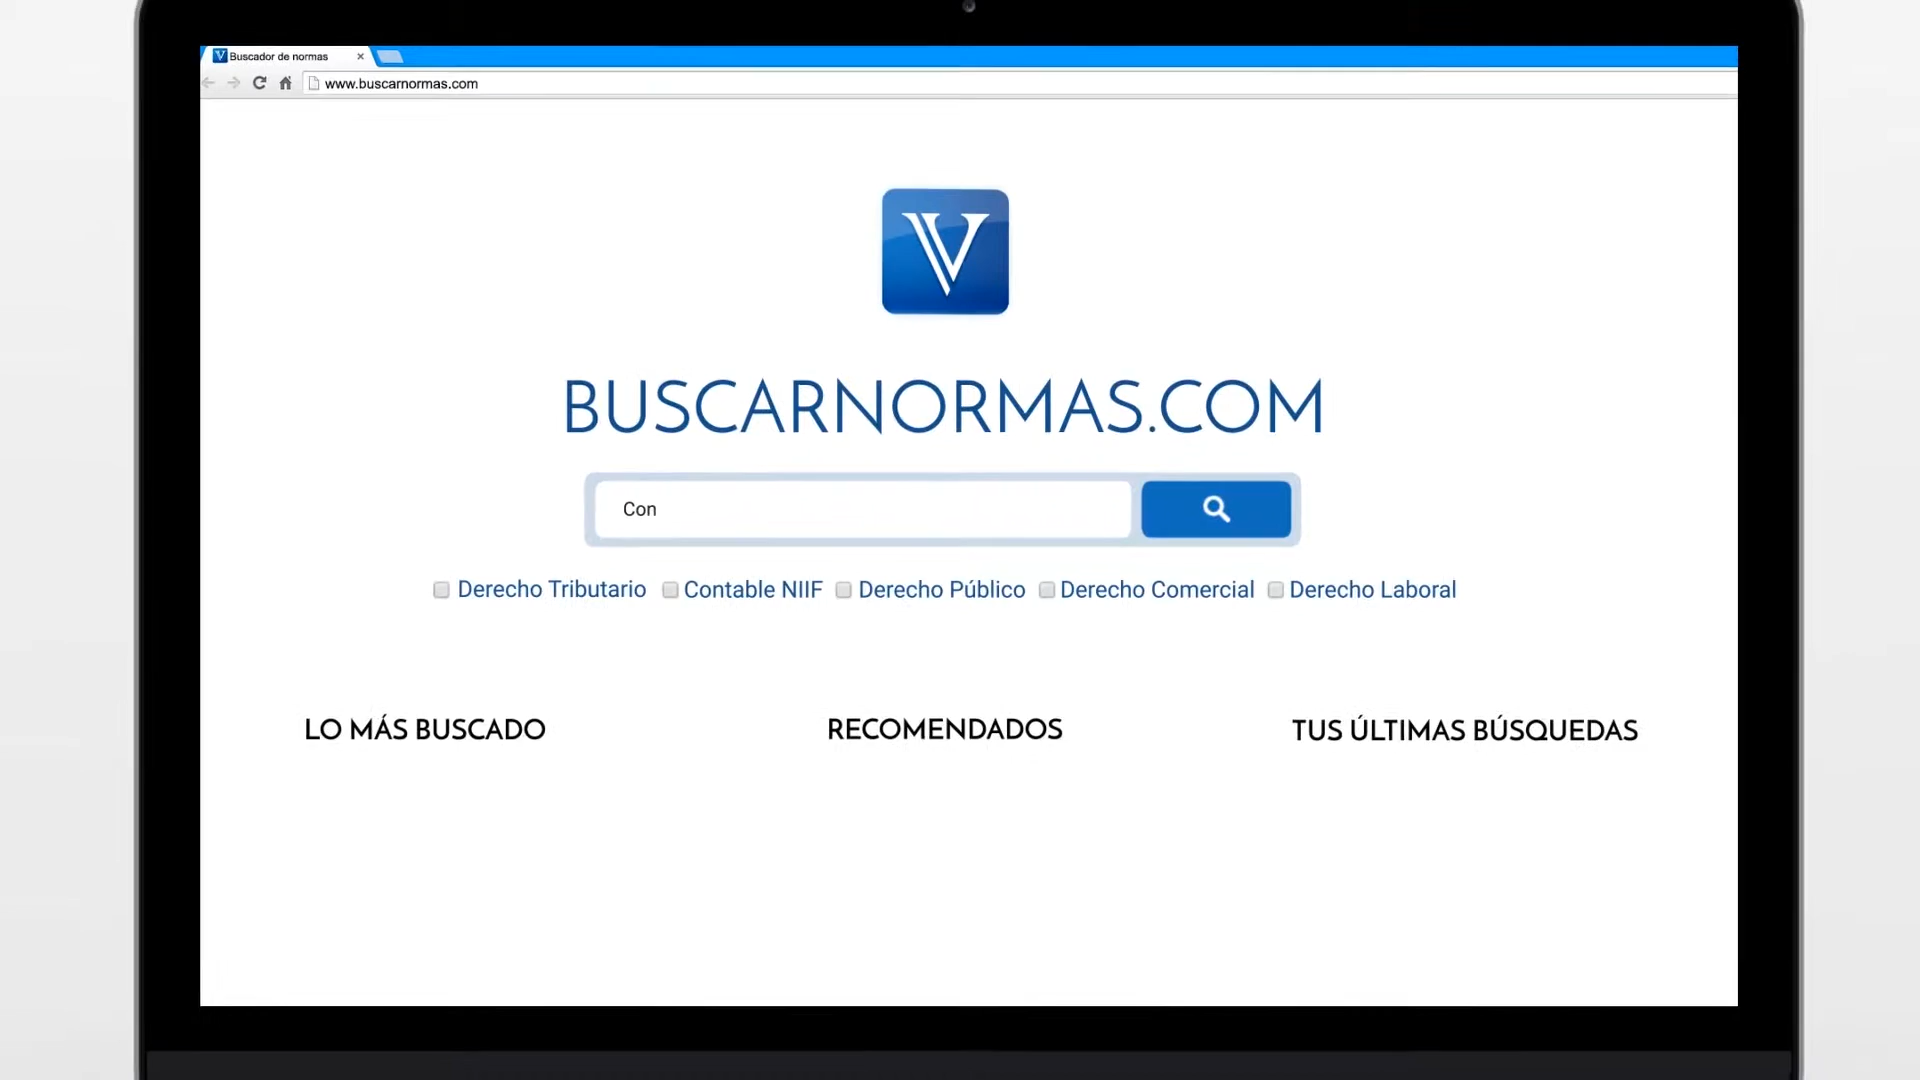 Buscador de normas
www.buscarnormas.com
V
BUSCARNORMAS.COM
Con
Derecho Tributario Contable NIIF Derecho Público Derecho Comercial Derecho Laboral
LO MÁS BUSCADO RECOMENDADOS TUS ÚLTIMAS BÚSQUEDAS